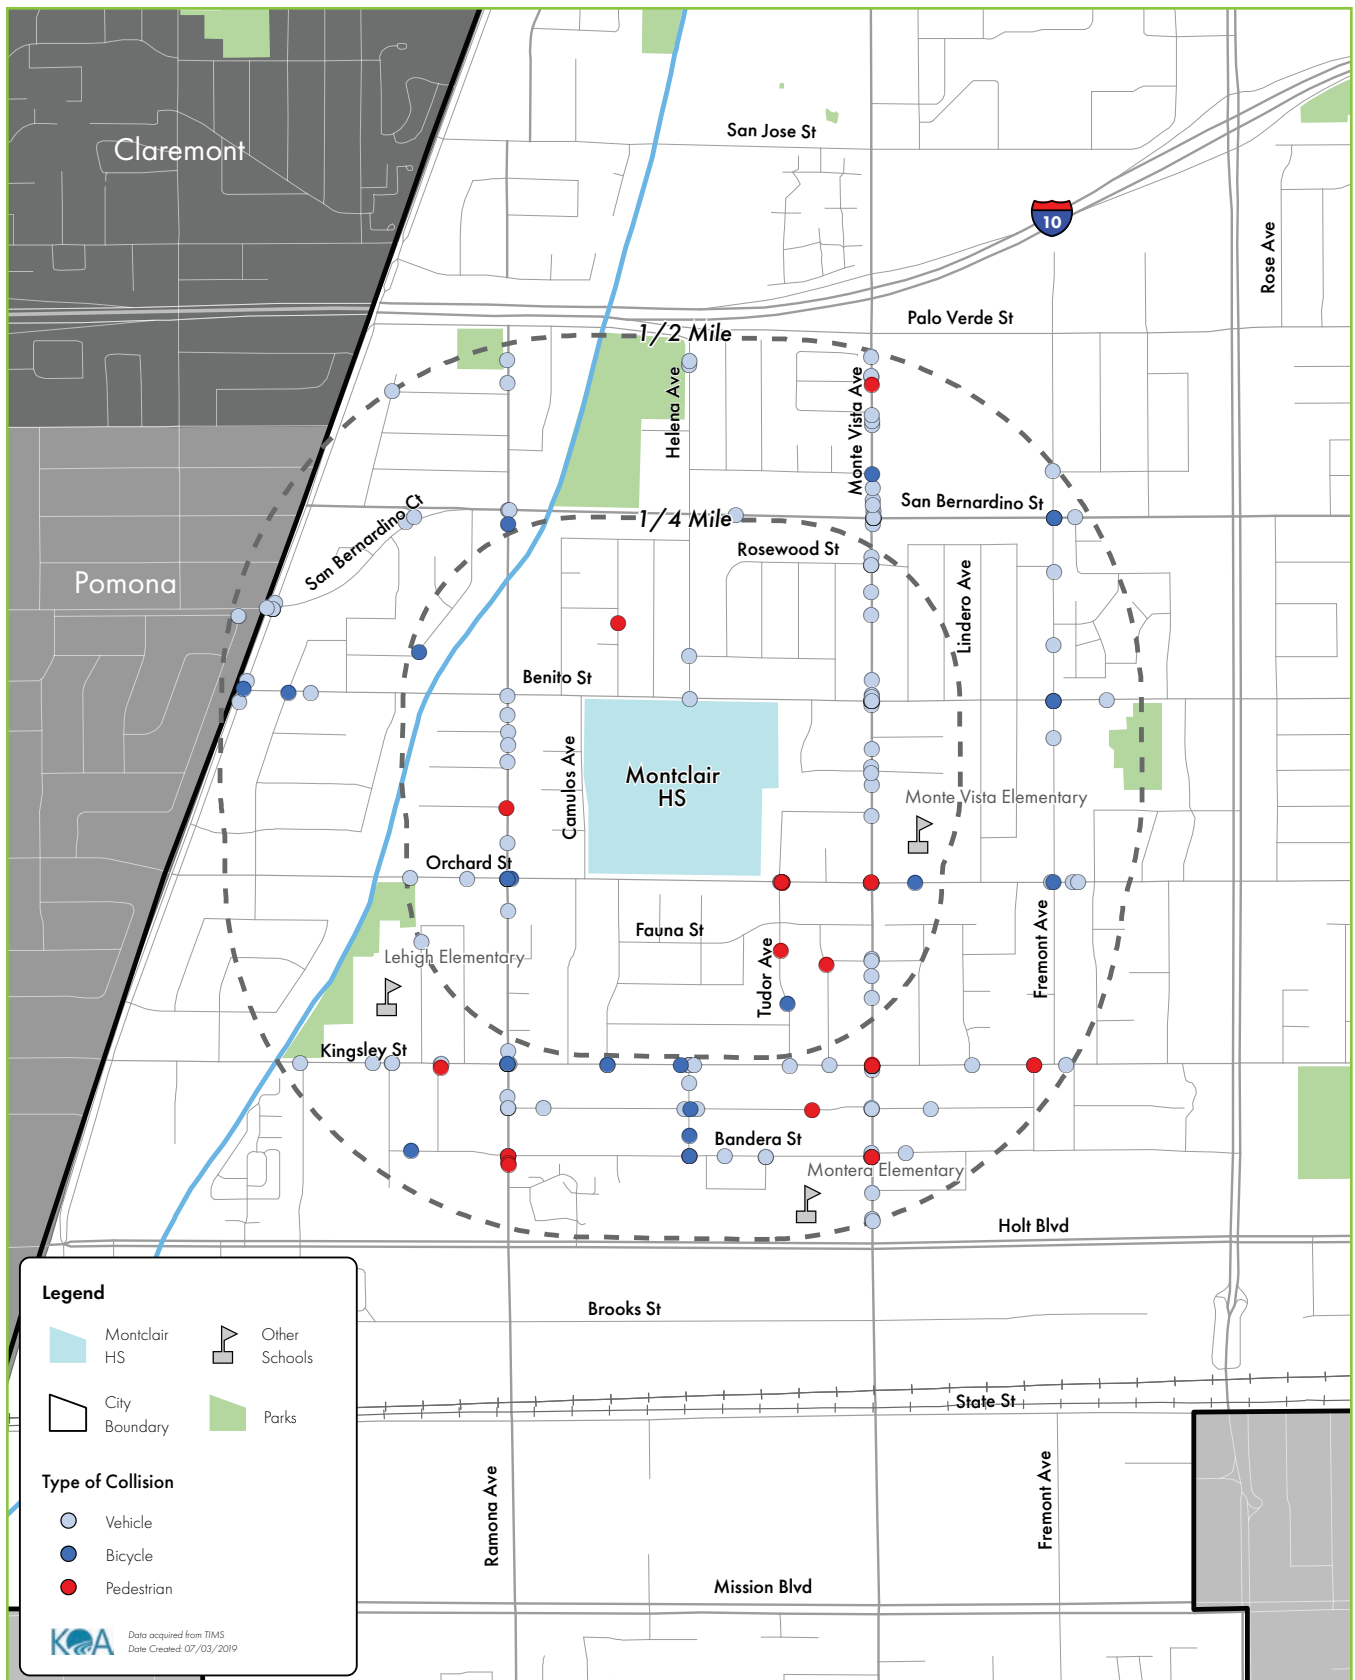 San Jose St
Claremont
10
Rose Ave
Palo Verde St
1/2 Mile
Helena Ave
Monte Vista Ave
San Bernardino Ct
San Bernardino St
1/4 Mile
Rosewood St
Lindero Ave
Pomona
Benito St
Camulos Ave
Montclair
HS
Monte Vista Elementary
Orchard St
Fauna St
Fremont Ave
Tudor Ave
Lehigh Elementary
Kingsley St
Bandera St
Montera Elementary
Holt Blvd
Brooks St
State St
Ramona Ave
Fremont Ave
Mission Blvd
Legend
Montclair
HS
Other
Schools
City
Boundary
Parks
Type of Collision
Vehicle
Bicycle
Pedestrian
KOA
Data acquired from TIMS
Date Created: 07/03/2019